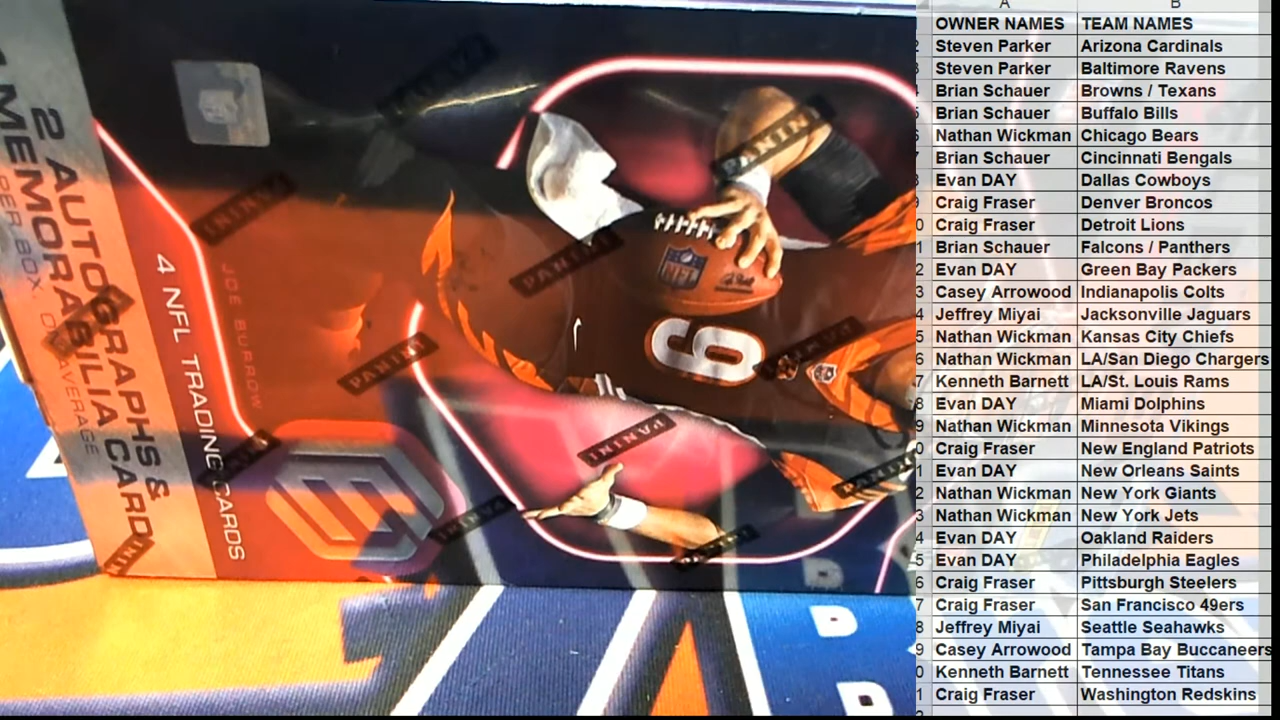 2 AUTOGRAPHS &
MEMORABILIA CARD
PER BOX, ON AVERAGE
4 NFL TRADING CARDS
JOE BURROW
PANINI
NFL
9
A B
OWNER NAMES TEAM NAMES
Steven Parker Arizona Cardinals
Steven Parker Baltimore Ravens
Brian Schauer Browns / Texans
Brian Schauer Buffalo Bills
Nathan Wickman Chicago Bears
Brian Schauer Cincinnati Bengals
Evan DAY Dallas Cowboys
Craig Fraser Denver Broncos
Craig Fraser Detroit Lions
Brian Schauer Falcons / Panthers
Evan DAY Green Bay Packers
Casey Arrowood Indianapolis Colts
Jeffrey Miyai Jacksonville Jaguars
Nathan Wickman Kansas City Chiefs
Nathan Wickman LA/San Diego Chargers
Kenneth Barnett LA/St. Louis Rams
Evan DAY Miami Dolphins
Nathan Wickman Minnesota Vikings
Craig Fraser New England Patriots
Evan DAY New Orleans Saints
Nathan Wickman New York Giants
Nathan Wickman New York Jets
Evan DAY Oakland Raiders
Evan DAY Philadelphia Eagles
Craig Fraser Pittsburgh Steelers
Craig Fraser San Francisco 49ers
Jeffrey Miyai Seattle Seahawks
Casey Arrowood Tampa Bay Buccaneers
Kenneth Barnett Tennessee Titans
Craig Fraser Washington Redskins